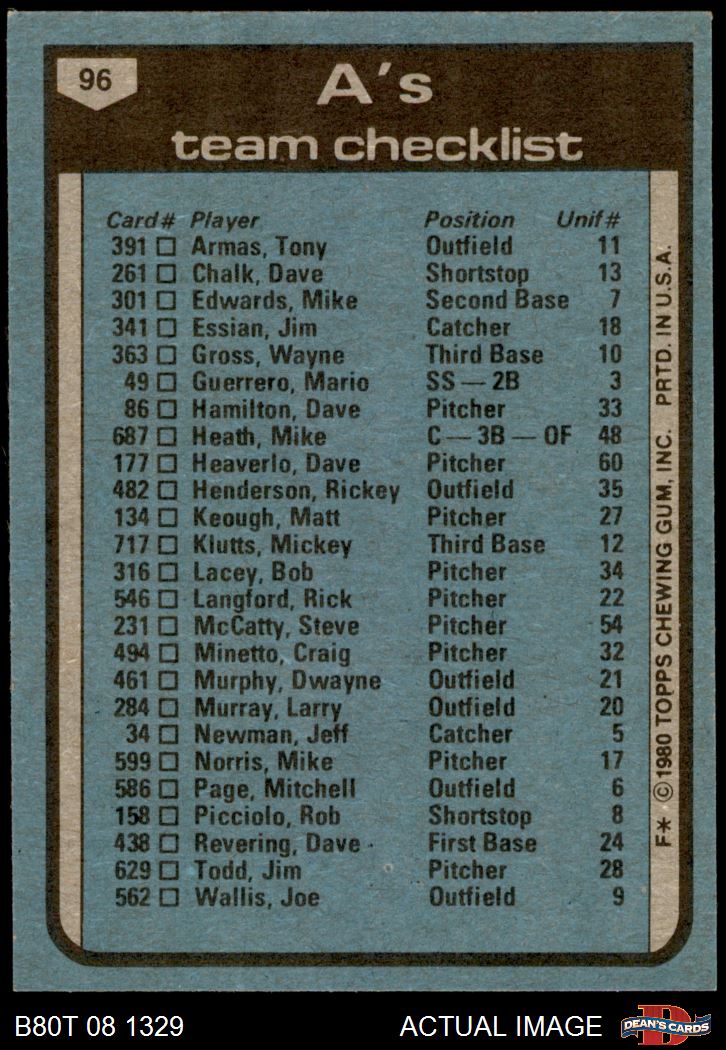 96
A's
team checklist
Card# Player Position Unif#
391 Armas, Tony Outfield 11
261 Chalk, Dave Shortstop 13
301 Edwards, Mike Second Base 7
341 Essian, Jim Catcher 18
363 Gross, Wayne Third Base 10
49 Guerrero, Mario SS — 2B 3
86 Hamilton, Dave Pitcher 33
687 Heath, Mike C — 3B — OF 48
177 Heaverlo, Dave Pitcher 60
482 Henderson, Rickey Outfield 35
134 Keough, Matt Pitcher 27
717 Klutts, Mickey Third Base 12
316 Lacey, Bob Pitcher 34
546 Langford, Rick Pitcher 22
231 McCatty, Steve Pitcher 54
494 Minetto, Craig Pitcher 32
461 Murphy, Dwayne Outfield 21
284 Murray, Larry Outfield 20
34 Newman, Jeff Catcher 5
599 Norris, Mike Pitcher 17
586 Page, Mitchell Outfield 6
158 Picciolo, Rob Shortstop 8
438 Revering, Dave First Base 24
629 Todd, Jim Pitcher 28
562 Wallis, Joe Outfield 9
F* ©1980 TOPPS CHEWING GUM, INC. PRTD. IN U.S.A.
B80T 08 1329 ACTUAL IMAGE
D
DEAN'S CARDS